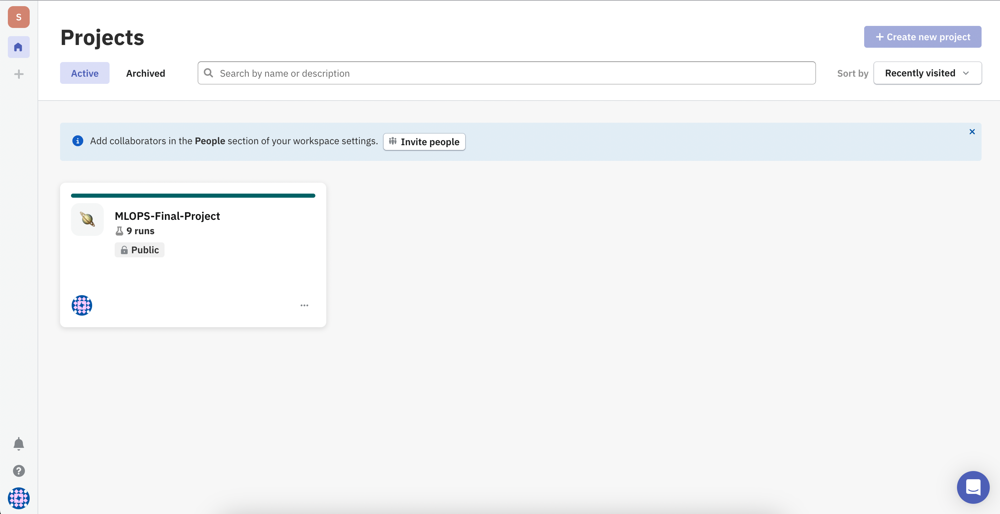 S
Projects
+ Create new project
Active
Archived
Search by name or description
Sort by
Recently visited
Add collaborators in the People section of your workspace settings.
Invite people
MLOPS-Final-Project
9 runs
Public